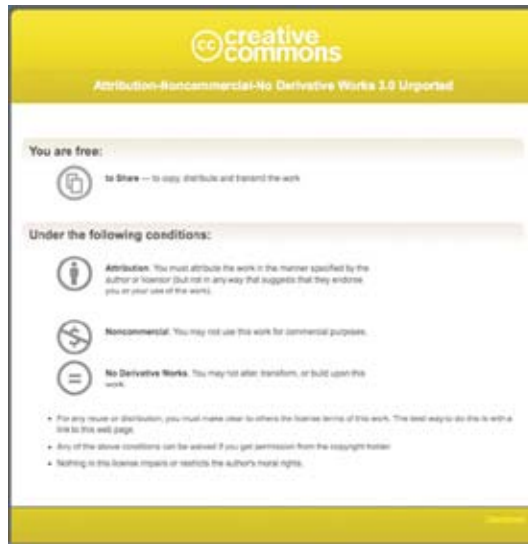 cc creative
commons
Attribution-Noncommercial-No Derivative Works 3.0 Unported
You are free:
to Share — to copy, distribute and transmit the work
Under the following conditions:
Attribution. You must attribute the work in the manner specified by the
author or licensor (but not in any way that suggests that they endorse
you or your use of the work).
Noncommercial. You may not use this work for commercial purposes.
No Derivative Works. You may not alter, transform, or build upon this
work.
• For any reuse or distribution, you must make clear to others the license terms of this work. The best way to do this is with a
link to this web page.
• Any of the above conditions can be waived if you get permission from the copyright holder.
• Nothing in this license impairs or restricts the author's moral rights.